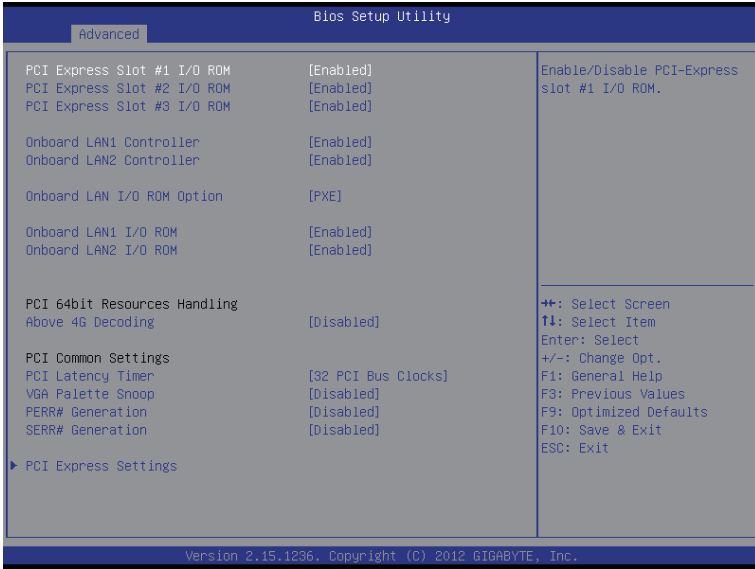 Bios Setup Utility
Advanced
PCI Express Slot #1 I/O ROM [Enabled]
PCI Express Slot #2 I/O ROM [Enabled]
PCI Express Slot #3 I/O ROM [Enabled]
Onboard LAN1 Controller [Enabled]
Onboard LAN2 Controller [Enabled]
Onboard LAN I/O ROM Option [PXE]
Onboard LAN1 I/O ROM [Enabled]
Onboard LAN2 I/O ROM [Enabled]
PCI 64bit Resources Handling
Above 4G Decoding [Disabled]
PCI Common Settings
PCI Latency Timer [32 PCI Bus Clocks]
VGA Palette Snoop [Disabled]
PERR# Generation [Disabled]
SERR# Generation [Disabled]
PCI Express Settings
Enable/Disable PCI-Express
slot #1 I/O ROM.
→←: Select Screen
↑↓: Select Item
Enter: Select
+/-: Change Opt.
F1: General Help
F3: Previous Values
F9: Optimized Defaults
F10: Save & Exit
ESC: Exit
Version 2.15.1236. Copyright (C) 2012 GIGABYTE, Inc.